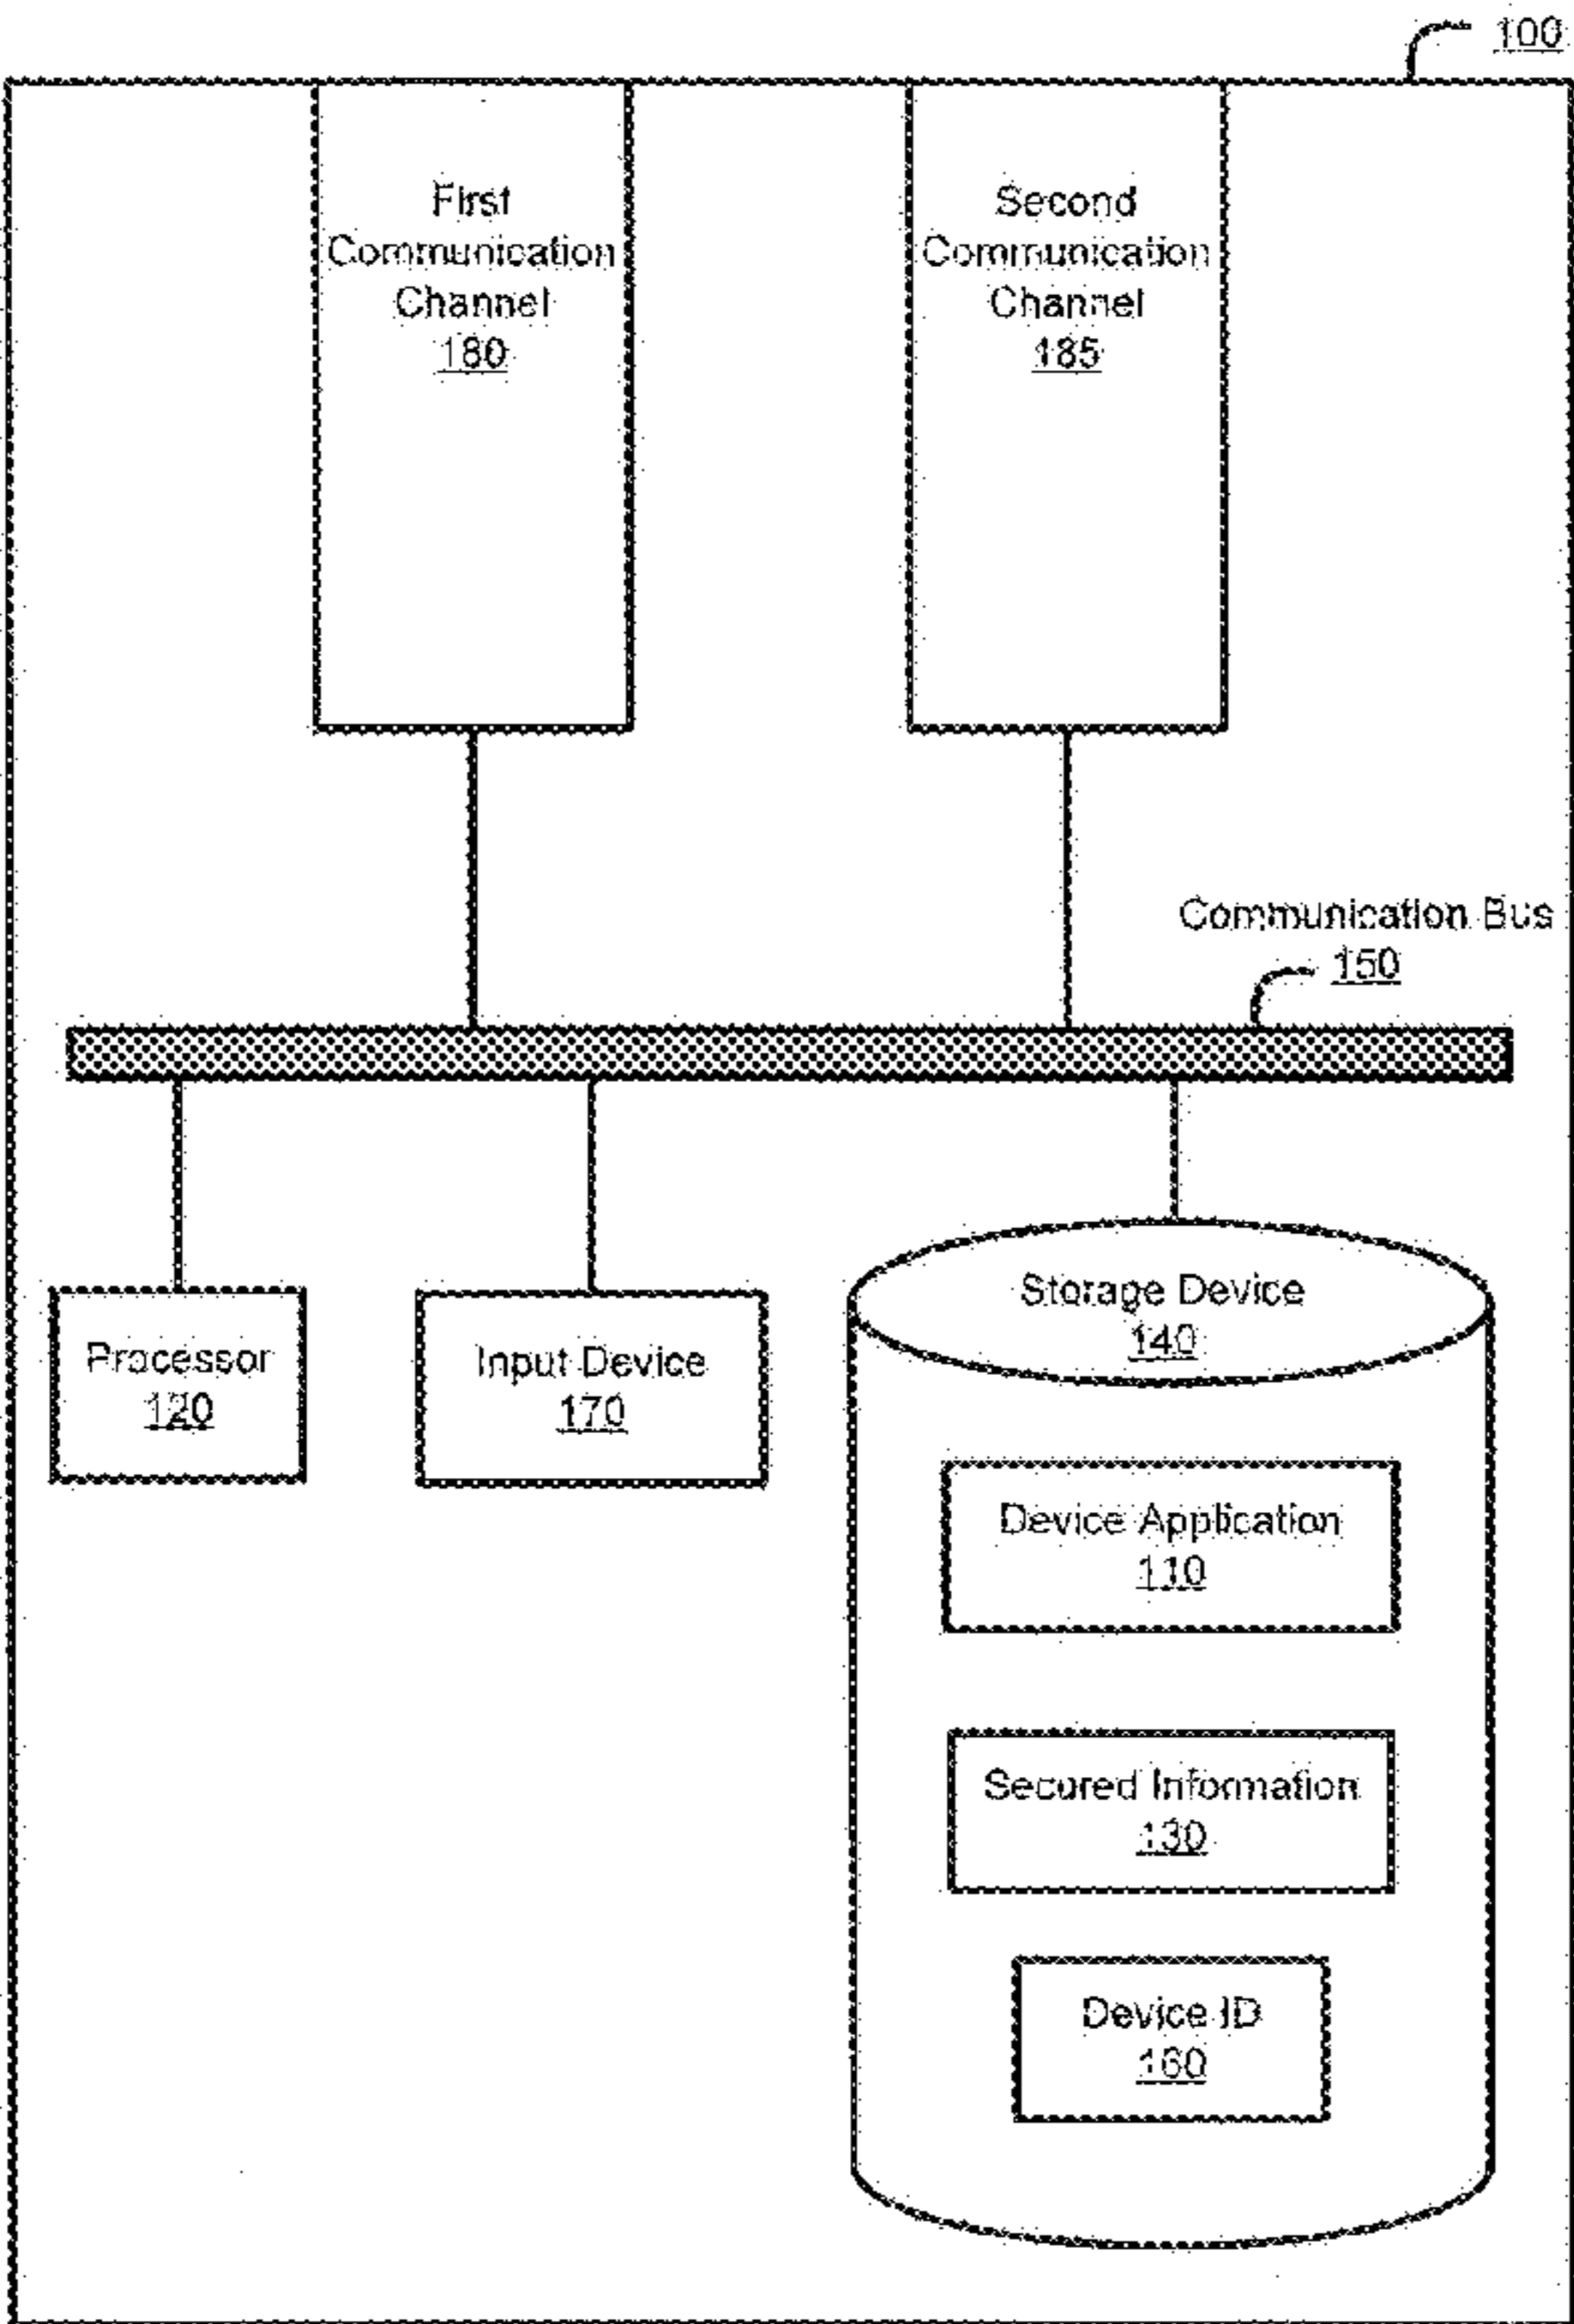 100
First
Communication
Channel
180
Second
Communication
Channel
185
Communication Bus
150
Processor
120
Input Device
170
Storage Device
140
Device Application
110
Secured Information
130
Device ID
160